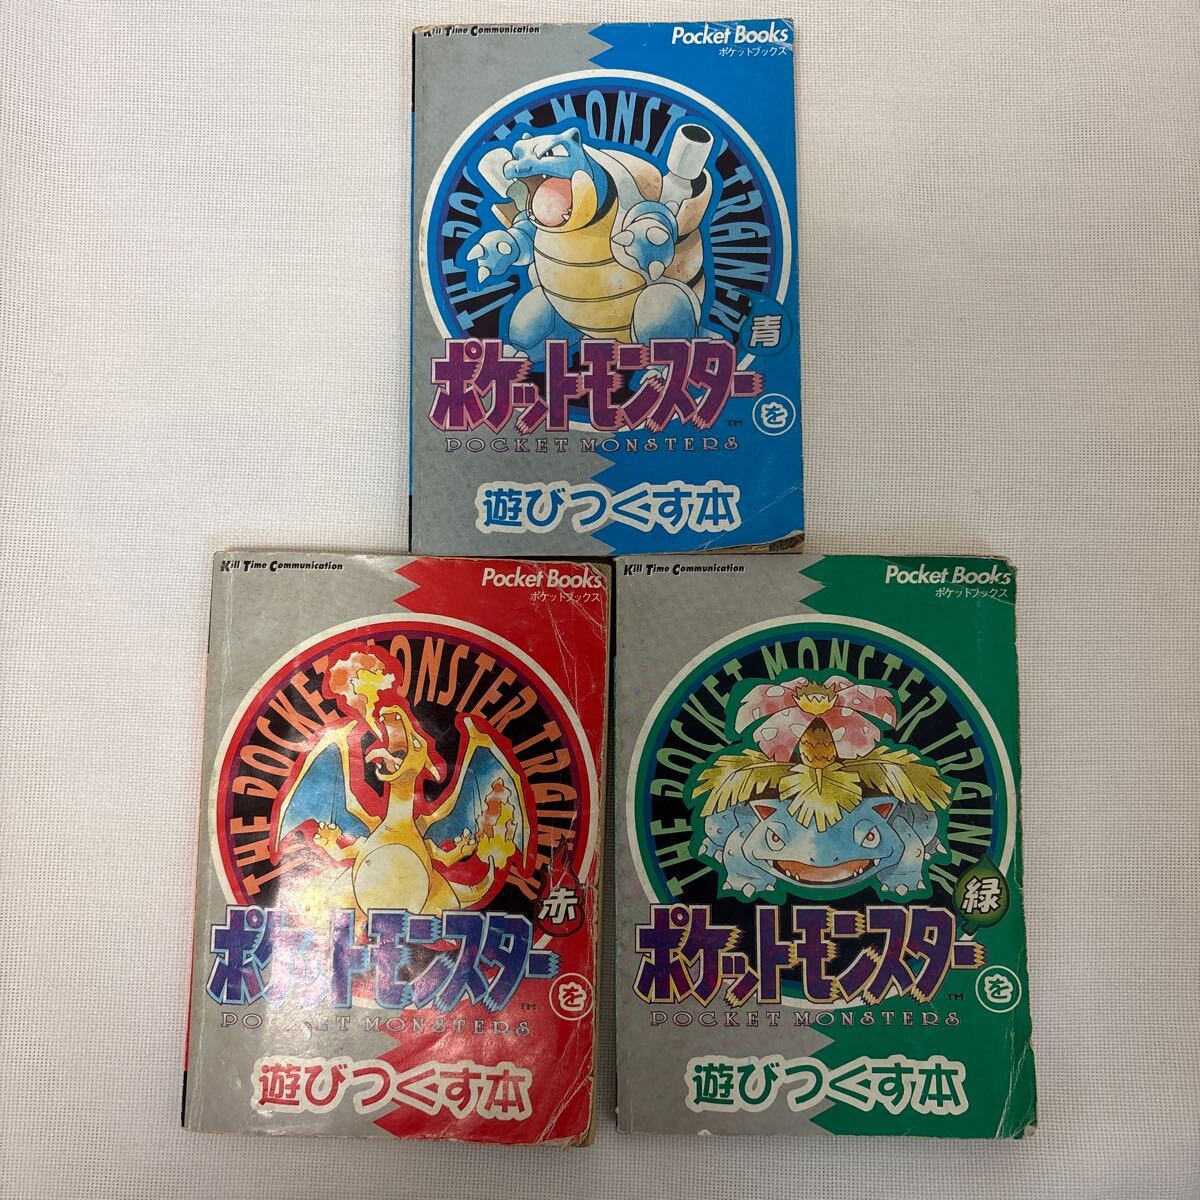 Kill Time Communication
Pocket Books
ポケットブックス
THE POCKET MONSTER TRAINER
青
ポケットモンスター
を
TM
POCKET MONSTERS
遊びつくす本
Kill Time Communication
Pocket Books
ポケットブックス
THE POCKET MONSTER TRAINER
赤
ポケットモンスター
を
TM
POCKET MONSTERS
遊びつくす本
Kill Time Communication
Pocket Books
ポケットブックス
THE POCKET MONSTER TRAINER
緑
ポケットモンスター
を
TM
POCKET MONSTERS
遊びつくす本